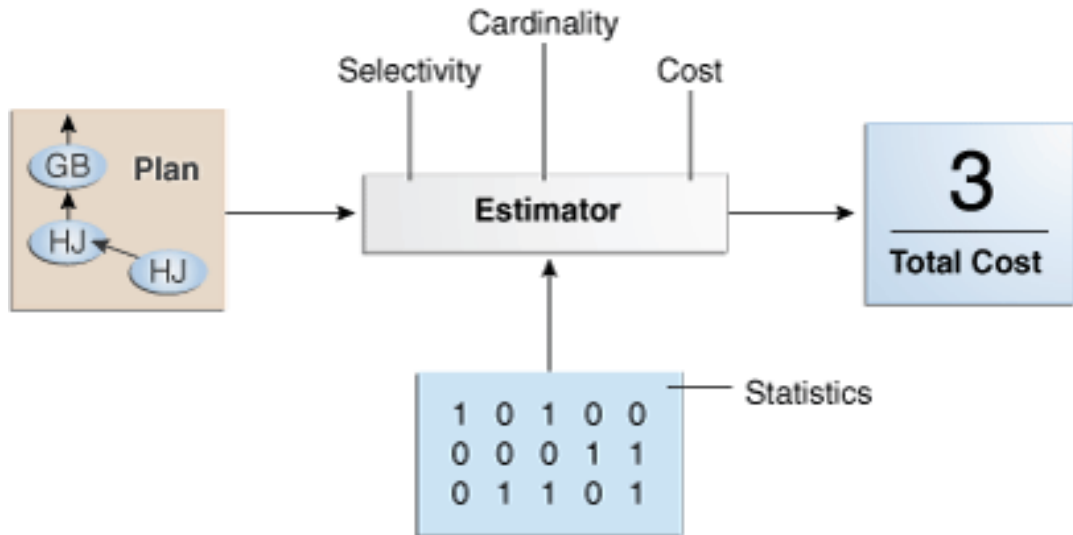 Cardinality
Selectivity
Cost
GB
Plan
HJ
HJ
Estimator
3
Total Cost
Statistics
1 0 1 0 0
0 0 0 1 1
0 1 1 0 1